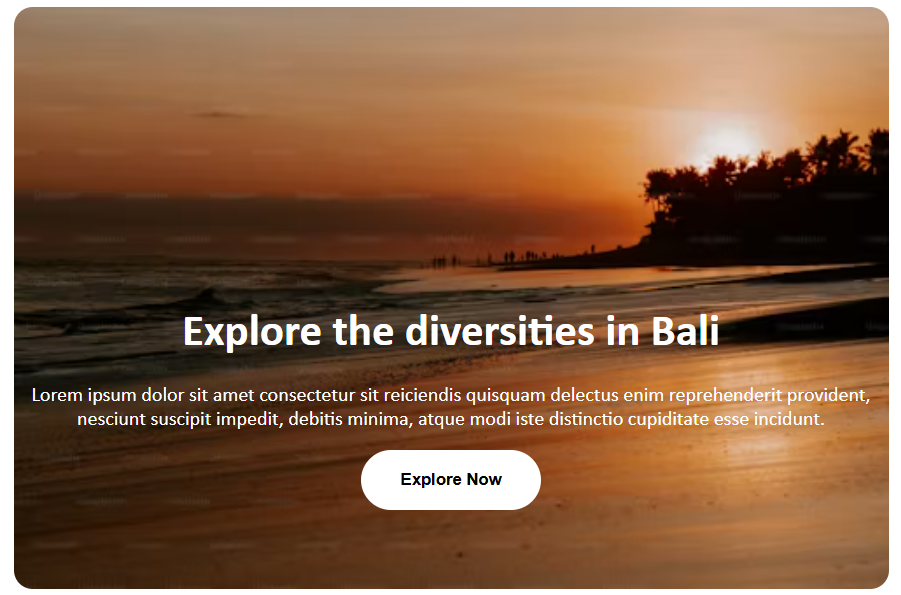 Explore the diversities in Bali
Lorem ipsum dolor sit amet consectetur sit reiciendis quisquam delectus enim reprehenderit provident,
nesciunt suscipit impedit, debitis minima, atque modi iste distinctio cupiditate esse incidunt.
Explore Now